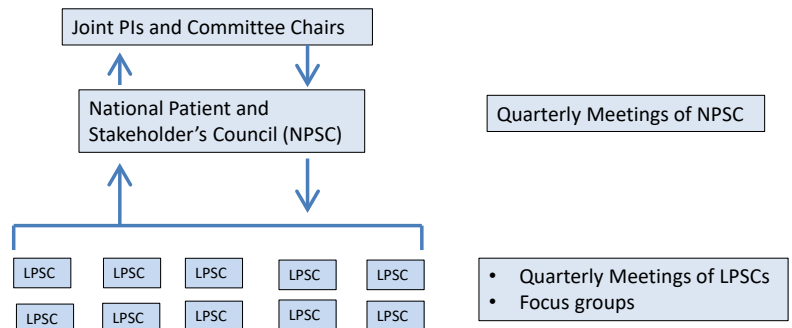 Joint PIs and Committee Chairs
National Patient and
Stakeholder’s Council (NPSC)
Quarterly Meetings of NPSC
LPSC LPSC LPSC LPSC LPSC
LPSC LPSC LPSC LPSC LPSC
• Quarterly Meetings of LPSCs
• Focus groups